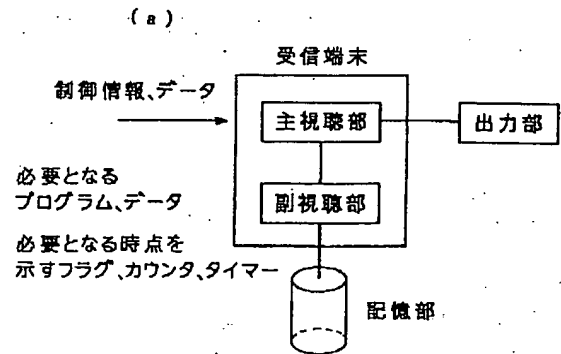 (a)
受信端末
制御情報、データ
主視聴部
出力部
必要となる
プログラム、データ
副視聴部
必要となる時点を
示すフラグ、カウンタ、タイマー
記憶部